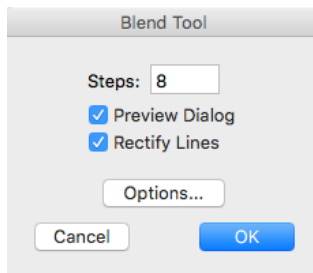 Blend Tool
Steps: 8
Preview Dialog
Rectify Lines
Options...
Cancel OK